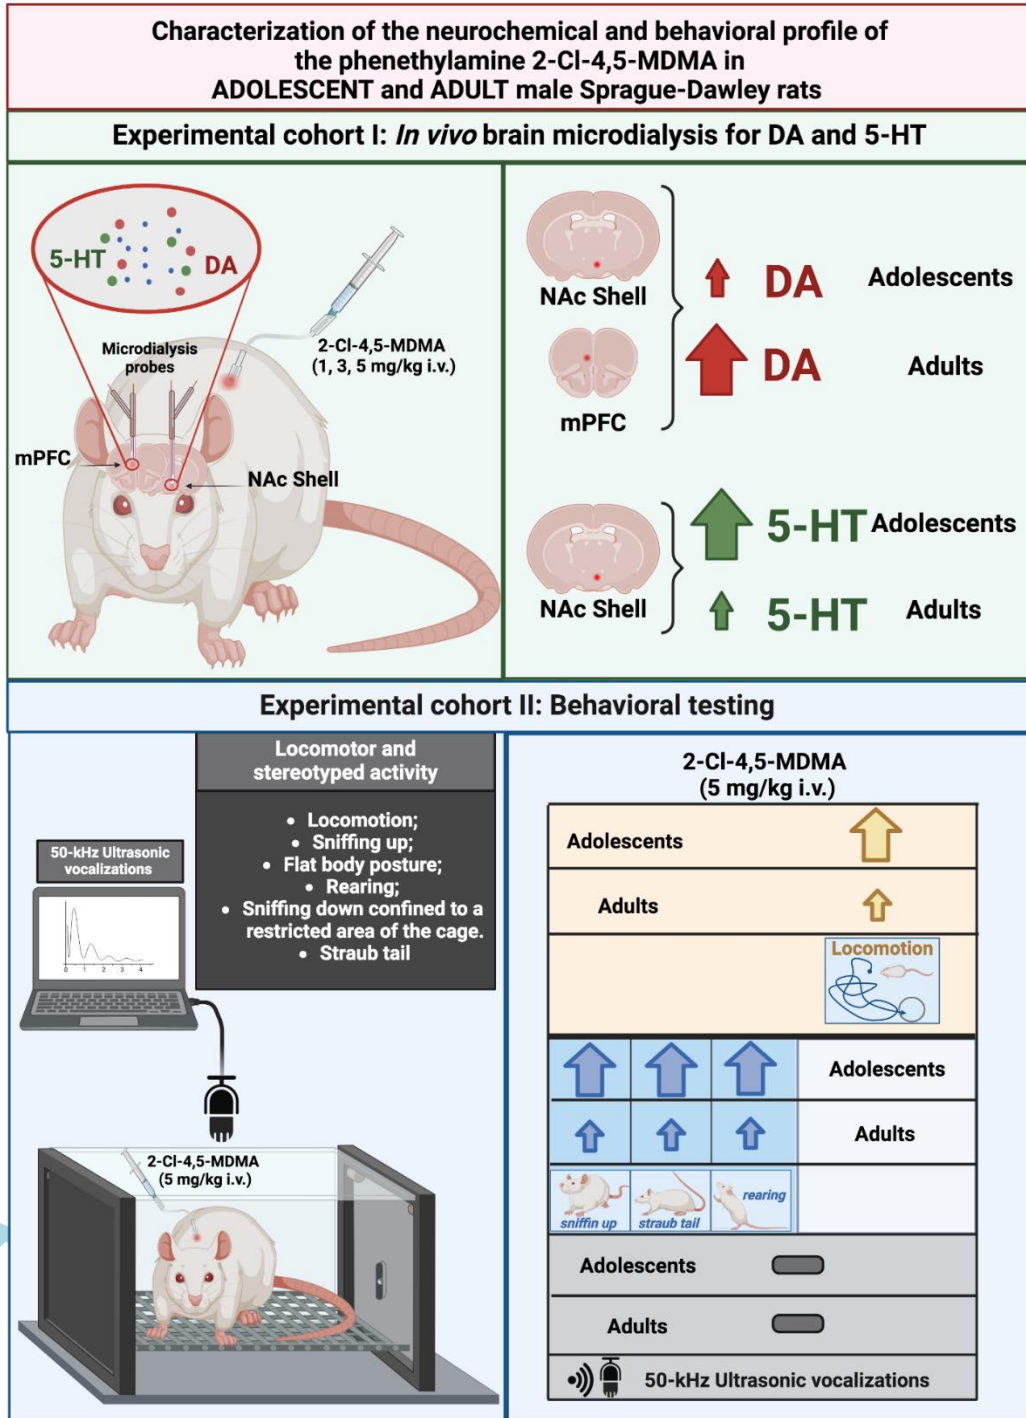 Characterization of the neurochemical and behavioral profile of
the phenethylamine 2-Cl-4,5-MDMA in
ADOLESCENT and ADULT male Sprague-Dawley rats
Experimental cohort I: In vivo brain microdialysis for DA and 5-HT
5-HT
DA
2-Cl-4,5-MDMA
(1, 3, 5 mg/kg i.v.)
Microdialysis
probes
mPFC
NAc Shell
NAc Shell
mPFC
DA Adolescents
DA Adults
NAc Shell
5-HT Adolescents
5-HT Adults
Experimental cohort II: Behavioral testing
50-kHz Ultrasonic
vocalizations
0 1 2 3 4
Locomotor and
stereotyped activity
• Locomotion;
• Sniffing up;
• Flat body posture;
• Rearing;
• Sniffing down confined to a
restricted area of the cage.
• Straub tail
2-Cl-4,5-MDMA
(5 mg/kg i.v.)
2-Cl-4,5-MDMA
(5 mg/kg i.v.)
Adolescents
Adults
Locomotion
Adolescents
Adults
sniffin up
straub tail
rearing
Adolescents
Adults
50-kHz Ultrasonic vocalizations